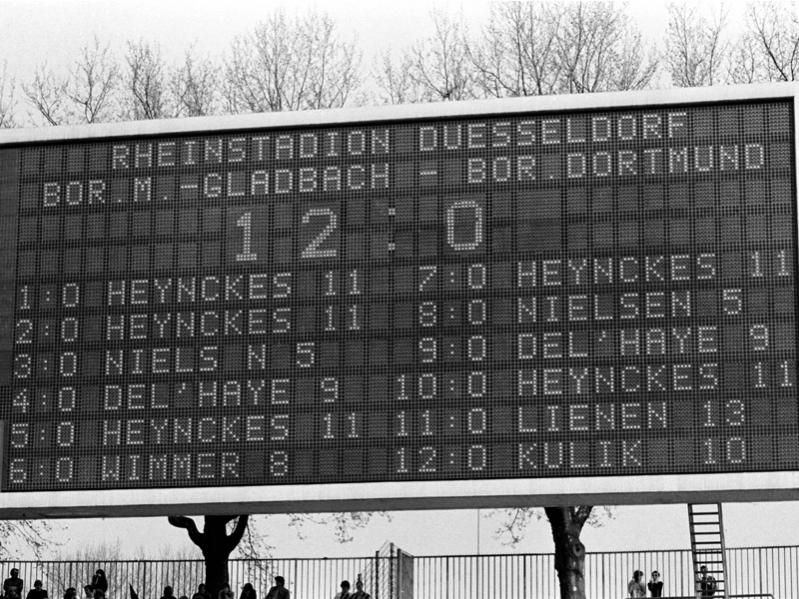 RHEINSTADION DUESSELDORF
BOR.M.-GLADBACH - BOR.DORTMUND
12:0
1:0 HEYNCKES 11 7:0 HEYNCKES 11
2:0 HEYNCKES 11 8:0 NIELSEN 5
3:0 NIELS N 5 9:0 DEL'HAYE 9
4:0 DEL'HAYE 9 10:0 HEYNCKES 11
5:0 HEYNCKES 11 11:0 LIENEN 13
6:0 WIMMER 8 12:0 KULIK 10